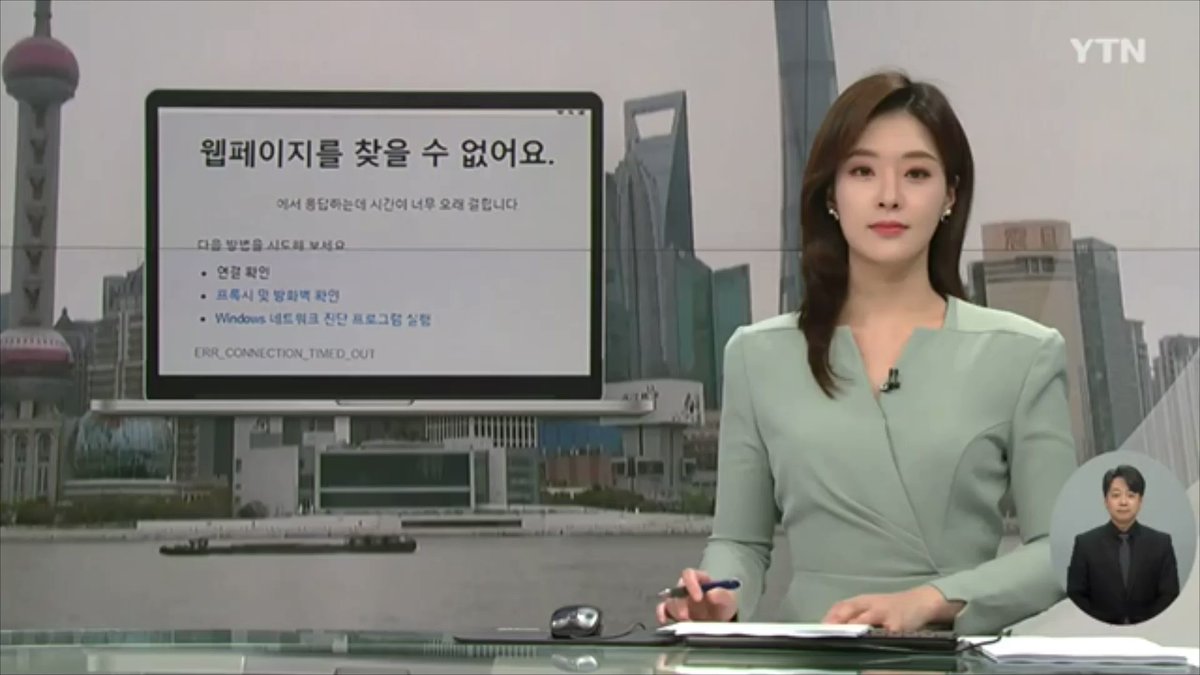 YTN
웹페이지를 찾을 수 없어요.
에서 응답하는데 시간이 너무 오래 걸립니다
다음 방법을 시도해 보세요
• 연결 확인
• 프록시 및 방화벽 확인
• Windows 네트워크 진단 프로그램 실행
ERR_CONNECTION_TIMED_OUT